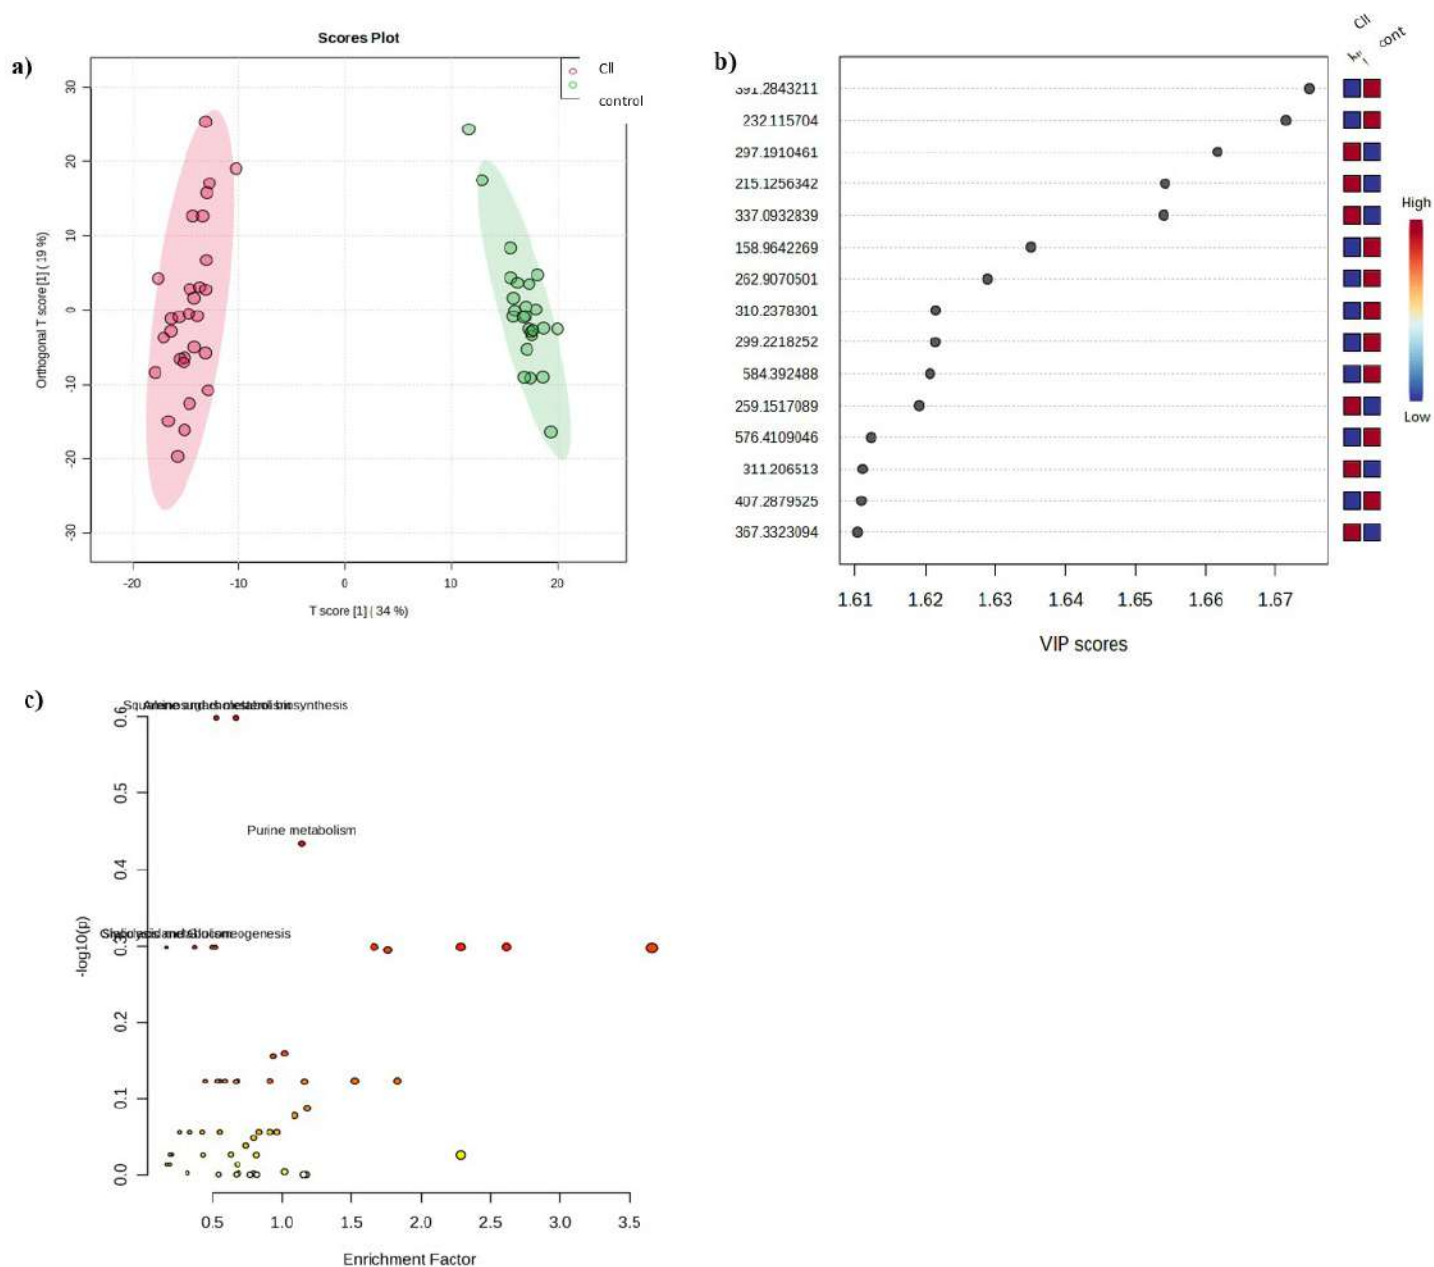 a)
Scores Plot
Cll
control
30
20
10
0
10
-20
-30
Orthogonal T score [1] ( 19 %)
-20
-10
0
10
20
T score [1] ( 34 %)
b)
Cll
cont
.2843211
232.115704
297.1910461
215.1256342
337.0932839
158.9642269
262.9070501
310.2378301
299.2218252
584.392488
259.1517089
576.4109046
311.206513
407.2879525
367.3323094
1.61
1.62
1.63
1.64
1.65
1.66
1.67
VIP scores
High
Low
c)
biosynthesis
Purine metabolism
0.6
0.5
0.4
0.3
0.2
0.1
0.0
-log10(p)
0.5
1.0
1.5
2.0
2.5
3.0
3.5
Enrichment Factor